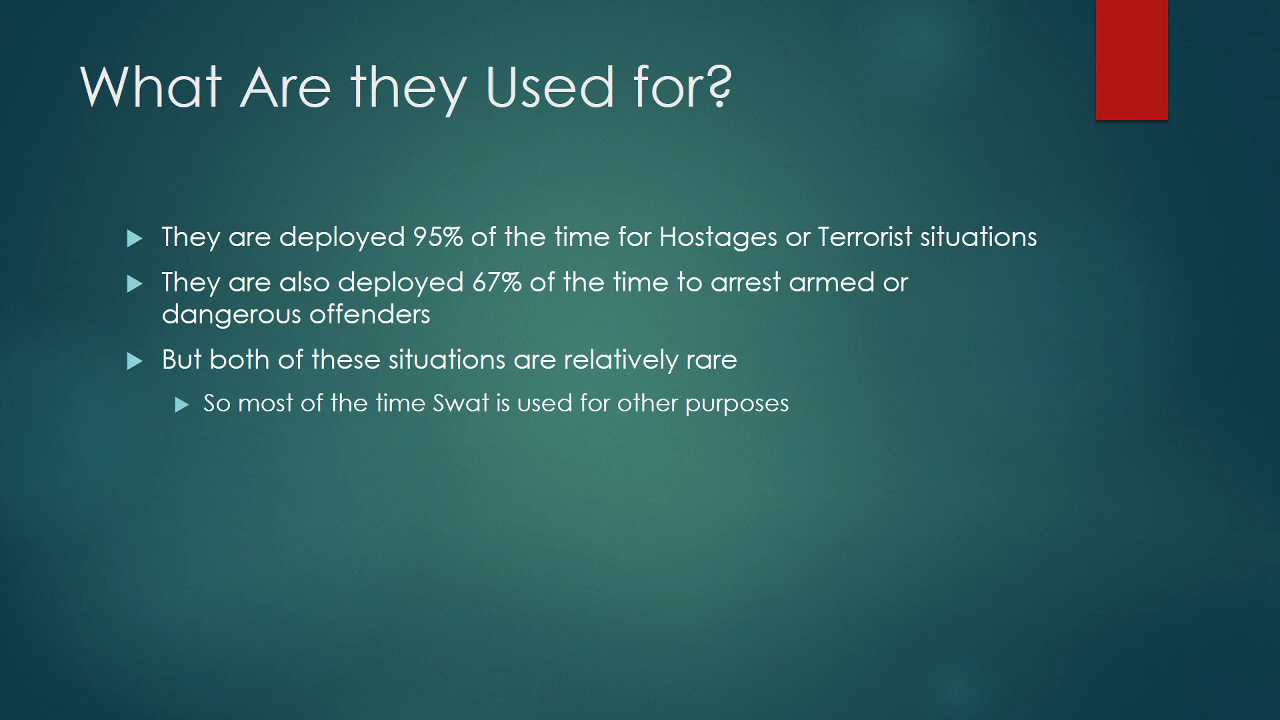 What Are they Used for?
They are deployed 95% of the time for Hostages or Terrorist situations
They are also deployed 67% of the time to arrest armed or
dangerous offenders
But both of these situations are relatively rare
So most of the time Swat is used for other purposes